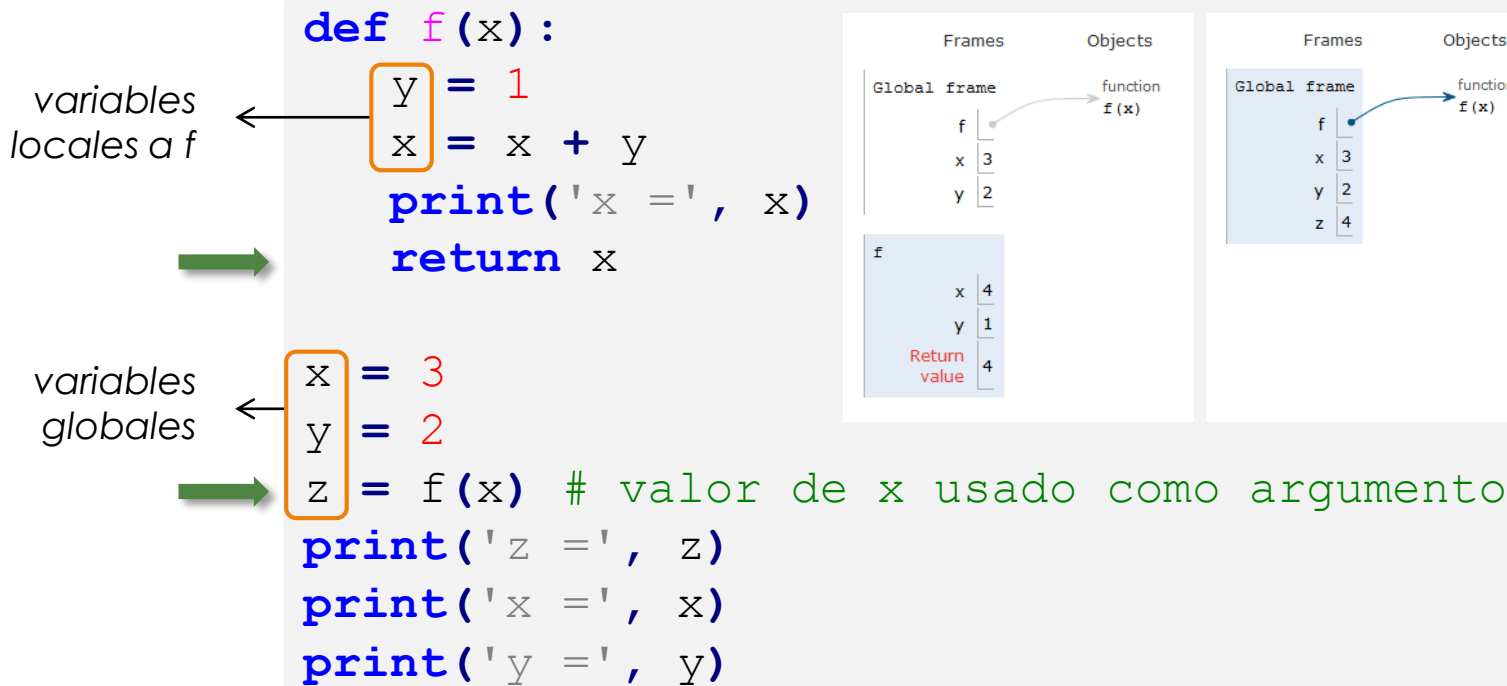 def f(x):
y = 1
x = x + y
print('x =', x)
return x
variables
locales a f
x = 3
y = 2
z = f(x) # valor de x usado como argumento
print('z =', z)
print('x =', x)
print('y =', y)
variables
globales
Frames Objects
Global frame
function
f(x)
f
x 3
y 2
f
x 4
y 1
Return
value 4
Frames Objects
Global frame
functio
f(x)
f
x 3
y 2
z 4